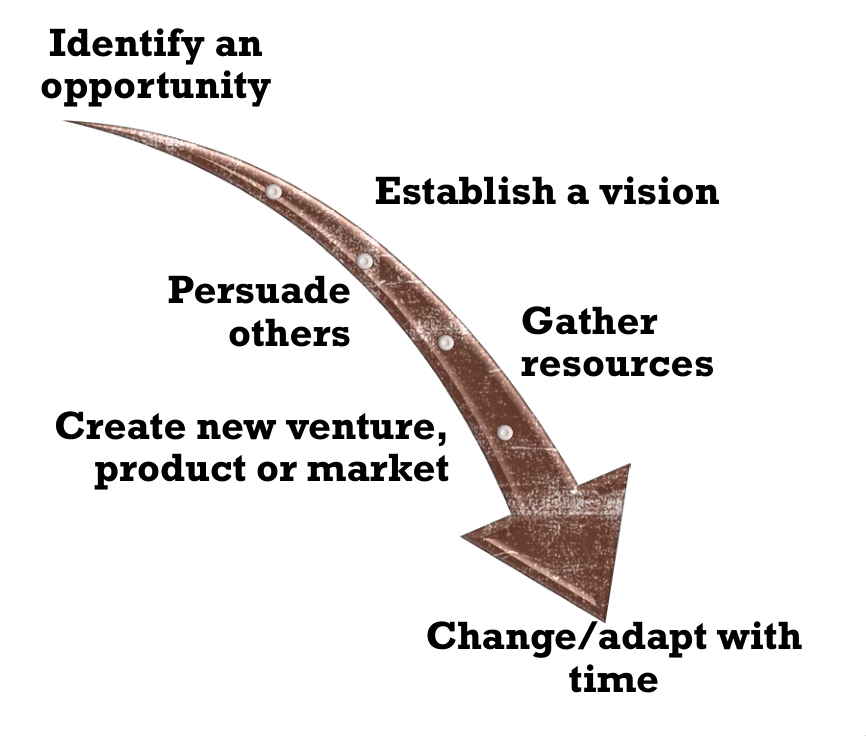 Identify an
opportunity
Establish a vision
Persuade
others
Gather
resources
Create new venture,
product or market
Change/adapt with
time